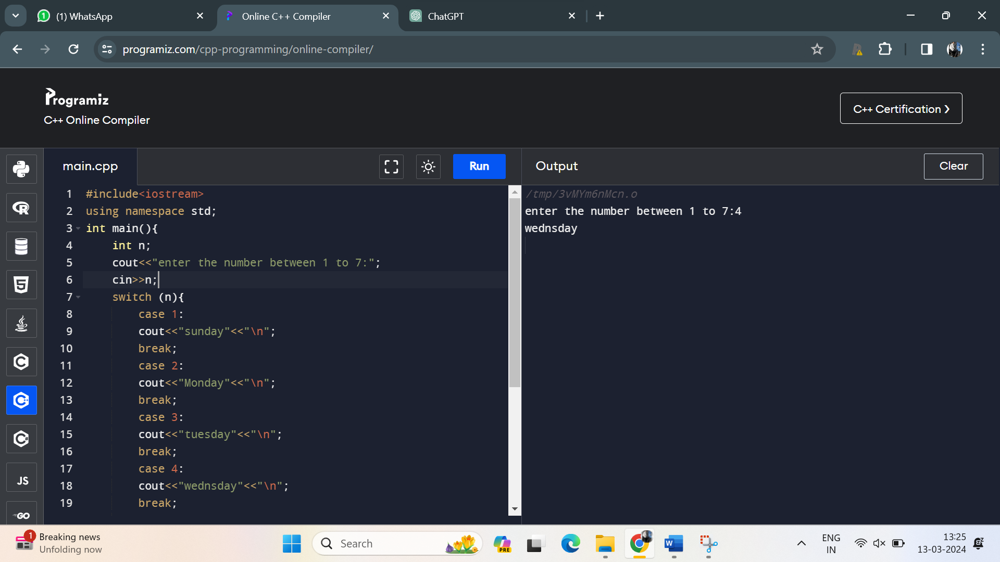 (1) WhatsApp
Online C++ Compiler
ChatGPT
programiz.com/cpp-programming/online-compiler/
Programiz
C++ Online Compiler
C++ Certification
main.cpp
Run
Output
Clear
1 #include<iostream>
2 using namespace std;
3 int main(){
4 int n;
5 cout<<"enter the number between 1 to 7:";
6 cin>>n;
7 switch (n){
8 case 1:
9 cout<<"sunday"<<"\n";
10 break;
11 case 2:
12 cout<<"Monday"<<"\n";
13 break;
14 case 3:
15 cout<<"tuesday"<<"\n";
16 break;
17 case 4:
18 cout<<"wednsday"<<"\n";
19 break;
/tmp/3vMYm6nMcn.o
enter the number between 1 to 7:4
wednsday
JS
GO
1
Breaking news
Unfolding now
Search
PRE
W
ENG
IN
13:25
13-03-2024